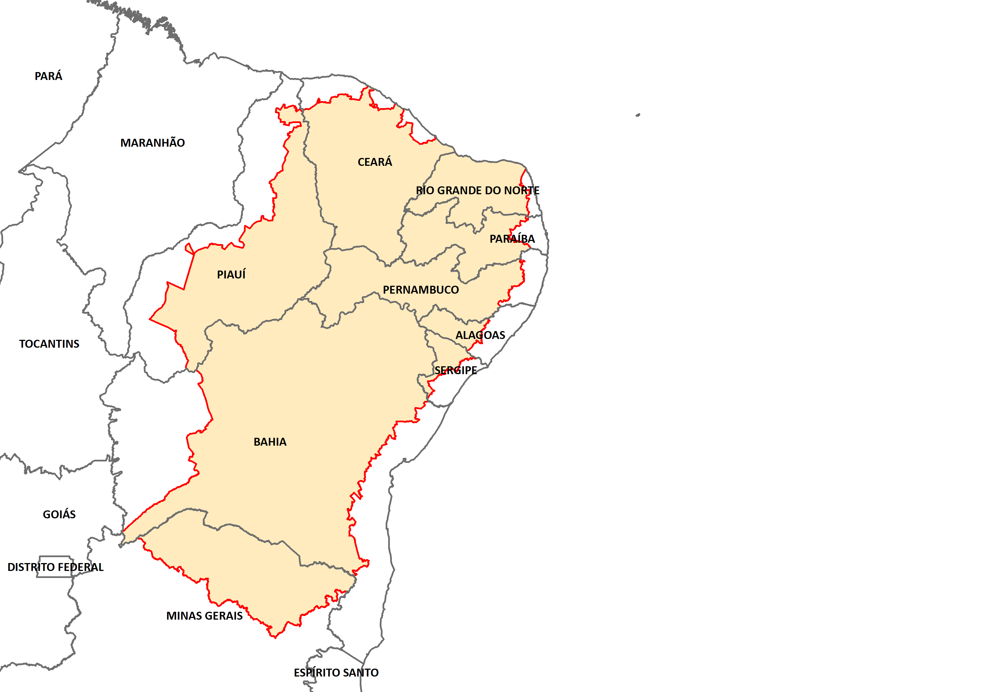 PARÁ
MARANHÃO
CEARÁ
RIO GRANDE DO NORTE
PARAÍBA
PIAUÍ
PERNAMBUCO
ALAGOAS
TOCANTINS
SERGIPE
BAHIA
GOIÁS
DISTRITO FEDERAL
MINAS GERAIS
ESPÍRITO SANTO